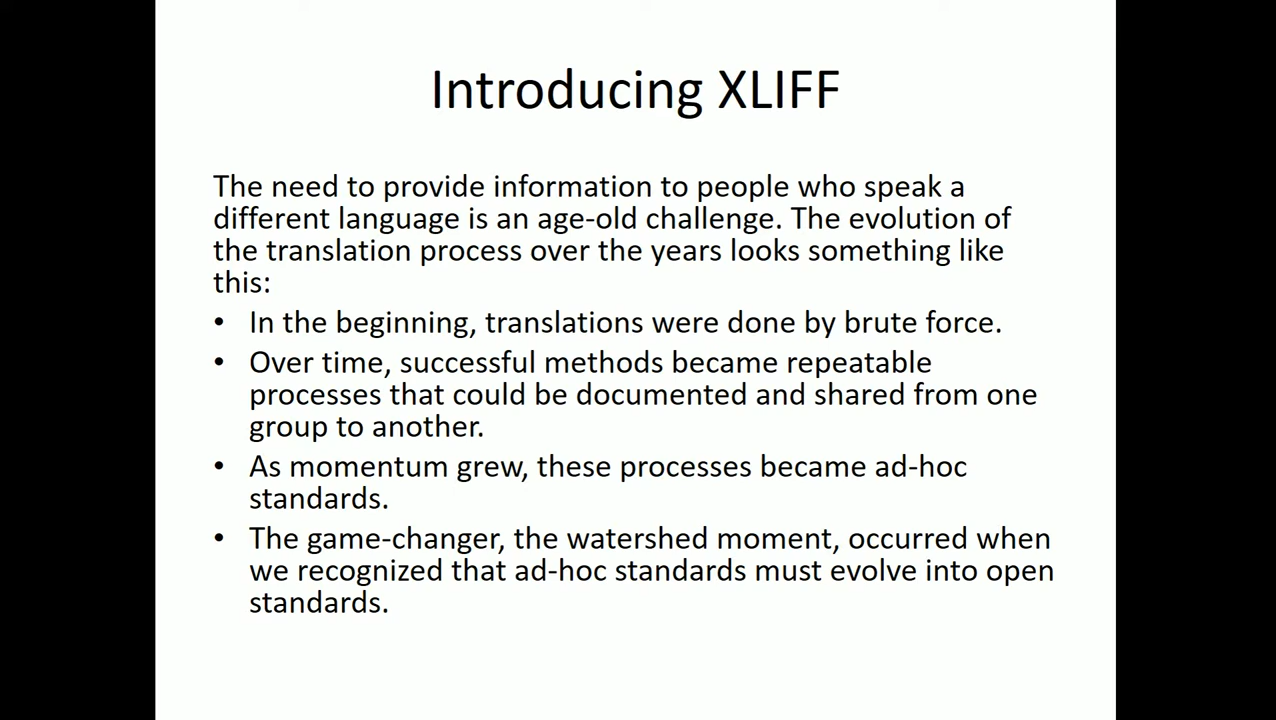 Introducing XLIFF
The need to provide information to people who speak a
different language is an age-old challenge. The evolution of
the translation process over the years looks something like
this:
• In the beginning, translations were done by brute force.
• Over time, successful methods became repeatable
processes that could be documented and shared from one
group to another.
• As momentum grew, these processes became ad-hoc
standards.
• The game-changer, the watershed moment, occurred when
we recognized that ad-hoc standards must evolve into open
standards.